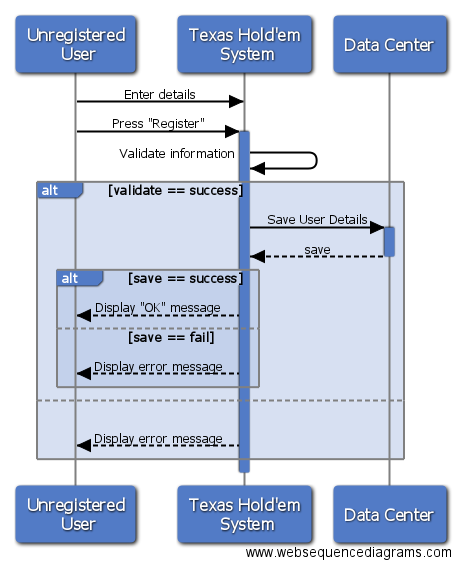 Unregistered
User
Texas Hold'em
System
Data Center
Enter details
Press "Register"
Validate information
alt [validate == success]
Save User Details
save
alt [save == success]
Display "OK" message
[save == fail]
Display error message
Display error message
Unregistered
User
Texas Hold'em
System
Data Center
www.websequencediagrams.com